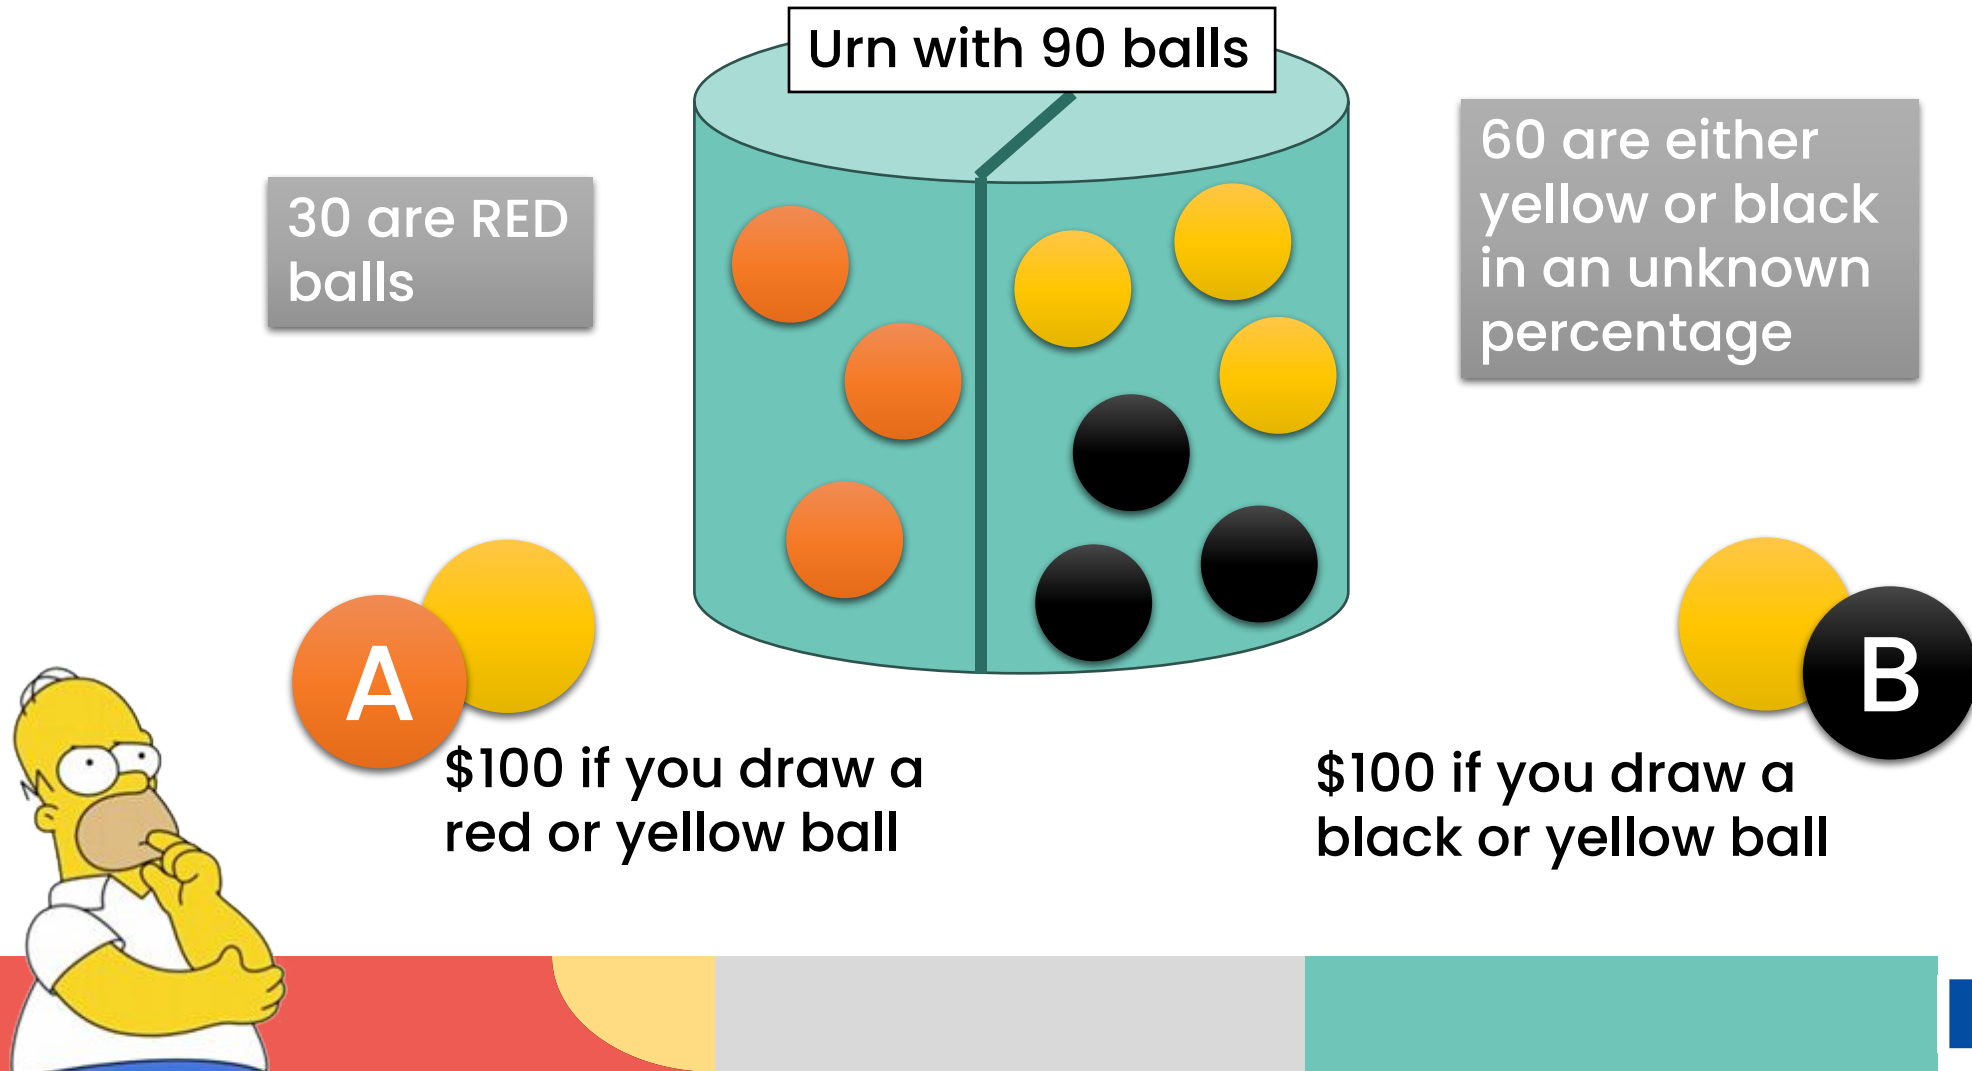 Urn with 90 balls
30 are RED
balls
60 are either
yellow or black
in an unknown
percentage
A
$100 if you draw a
red or yellow ball
B
$100 if you draw a
black or yellow ball